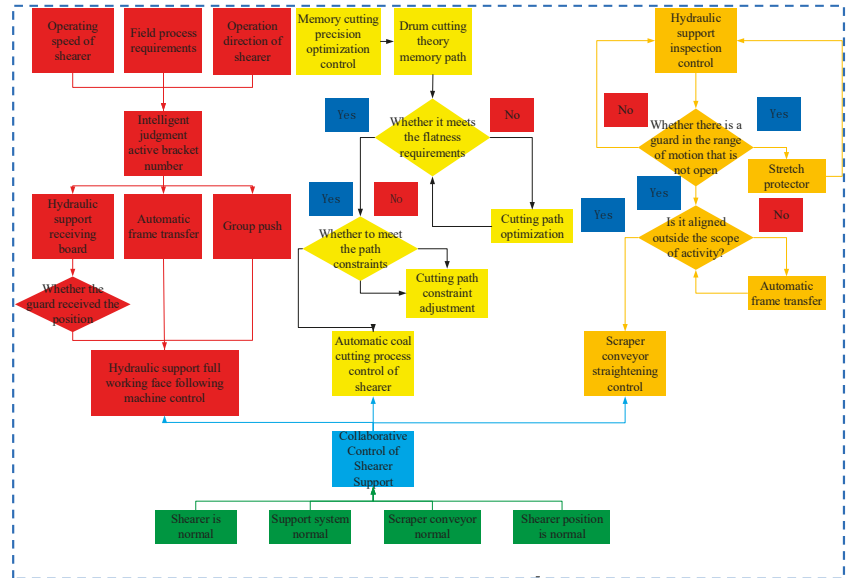 Operating
speed of
shearer
Field process
requirements
Operation
direction of
shearer
Memory cutting
precision
optimization
control
Drum cutting
theory
memory path
Hydraulic
support
inspection
control
Yes
No
Whether it meets
the flatness
requirements
No
Yes
Whether there is a
guard in the range
of motion that is
not open
Stretch
protector
Intelligent
judgment
active bracket
number
Hydraulic
support
receiving
board
Automatic
frame transfer
Group push
Yes
No
Whether to meet
the path
constraints
Cutting path
optimization
Yes
Yes
No
Is it aligned
outside the scope
of activity?
Whether the
guard received the
position
Cutting path
constraint
adjustment
Automatic
frame transfer
Hydraulic support full
working face following
machine control
Automatic coal
cutting process
control of
shearer
Scraper
conveyor
straightening
control
Collaborative
Control of
Shearer
Support
Shearer is
normal
Support system
normal
Scraper conveyor
normal
Shearer position
is normal